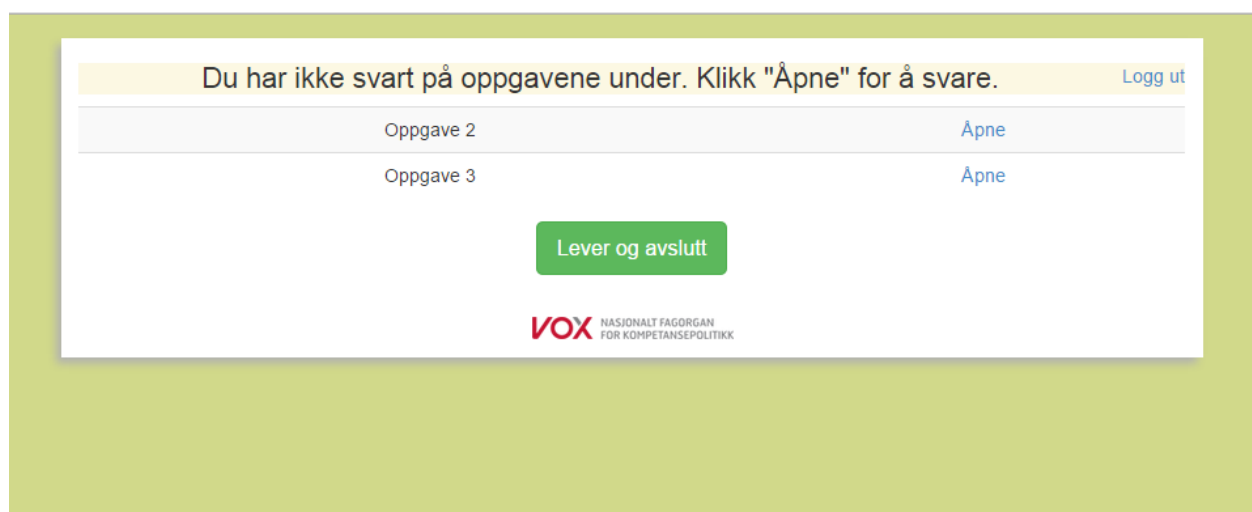 Du har ikke svart på oppgavene under. Klikk "Åpne" for å svare.
Logg ut
Oppgave 2 Åpne
Oppgave 3 Åpne
Lever og avslutt
VOX NASJONALT FAGORGAN
FOR KOMPETANSEPOLITIKK